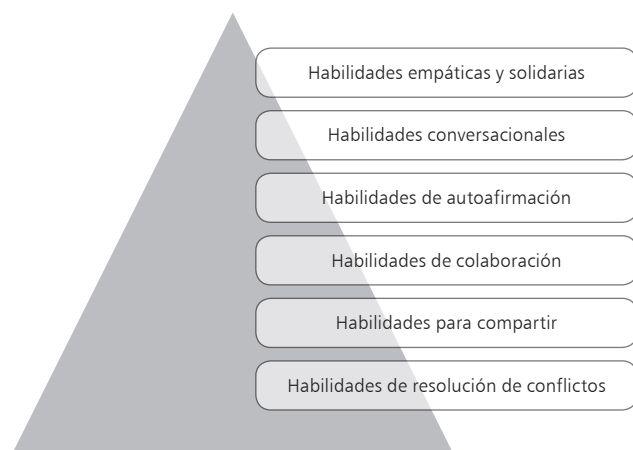 Habilidades empáticas y solidarias
Habilidades conversacionales
Habilidades de autoafirmación
Habilidades de colaboración
Habilidades para compartir
Habilidades de resolución de conflictos